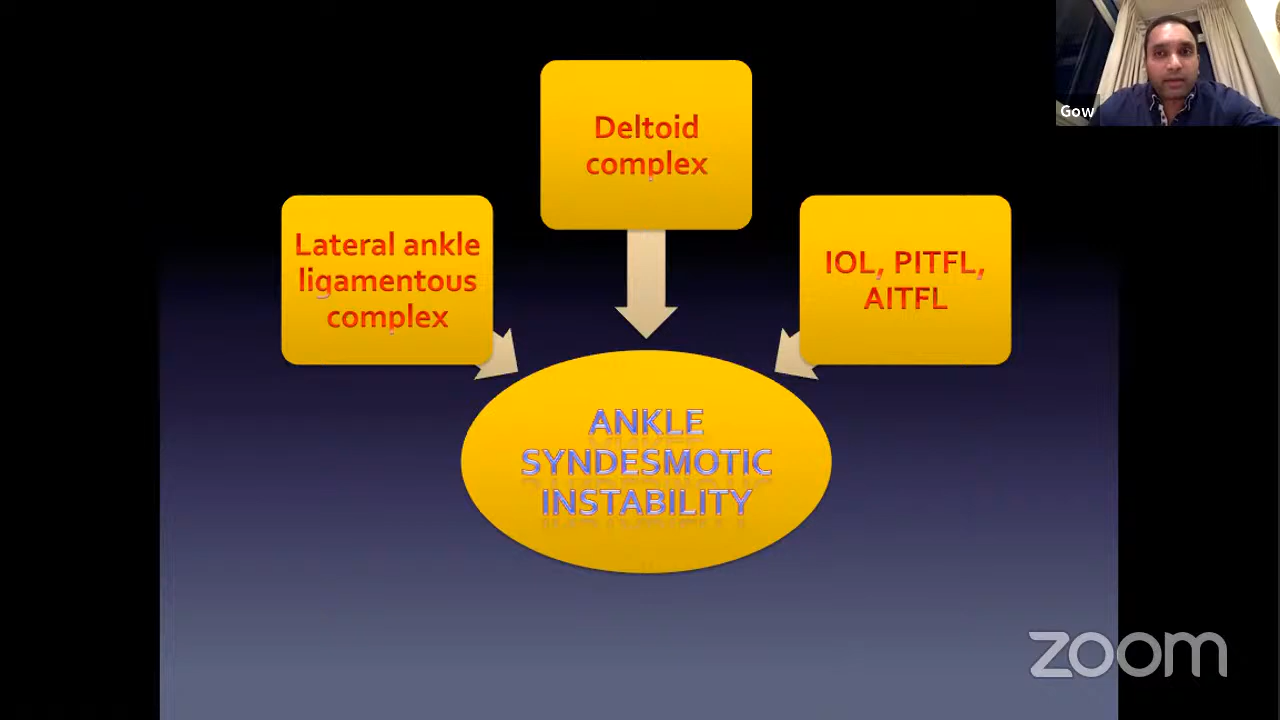 Deltoid
complex
Lateral ankle
ligamentous
complex
IOL, PITFL,
AITFL
ANKLE
SYNDESMOTIC
INSTABILITY
Gow
zoom